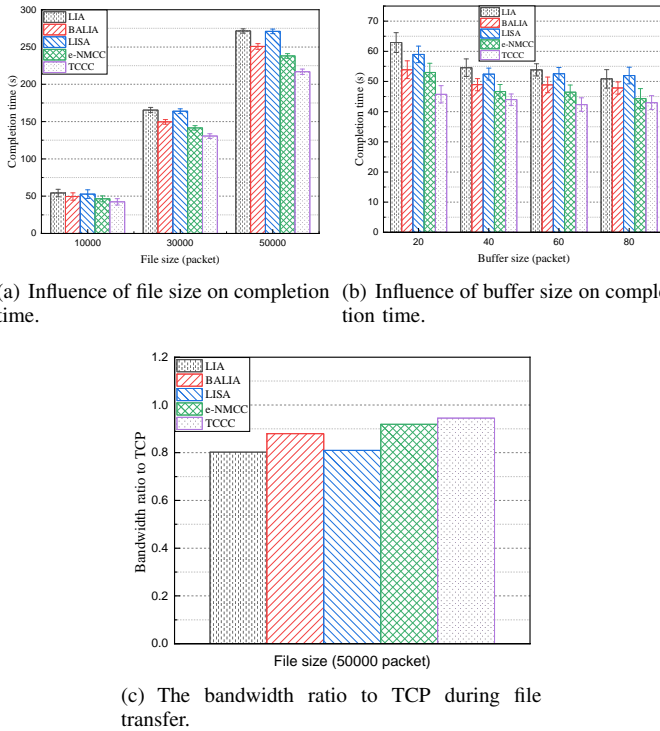 300
250
200
150
100
50
0
Completion time (s)
LIA
BALIA
LISA
e-NMCC
TCCC
10000 30000 50000
File size (packet)
75
70
60
50
40
30
20
10
0
Completion time (s)
LIA
BALIA
LISA
e-NMCC
TCCC
20 40 60 80
Buffer size (packet)
(a) Influence of file size on completion
time.
(b) Influence of buffer size on comple-
tion time.
1.2
1.0
0.8
0.6
0.4
0.2
0.0
Bandwidth ratio to TCP
LIA
BALIA
LISA
e-NMCC
TCCC
File size (50000 packet)
(c) The bandwidth ratio to TCP during file
transfer.